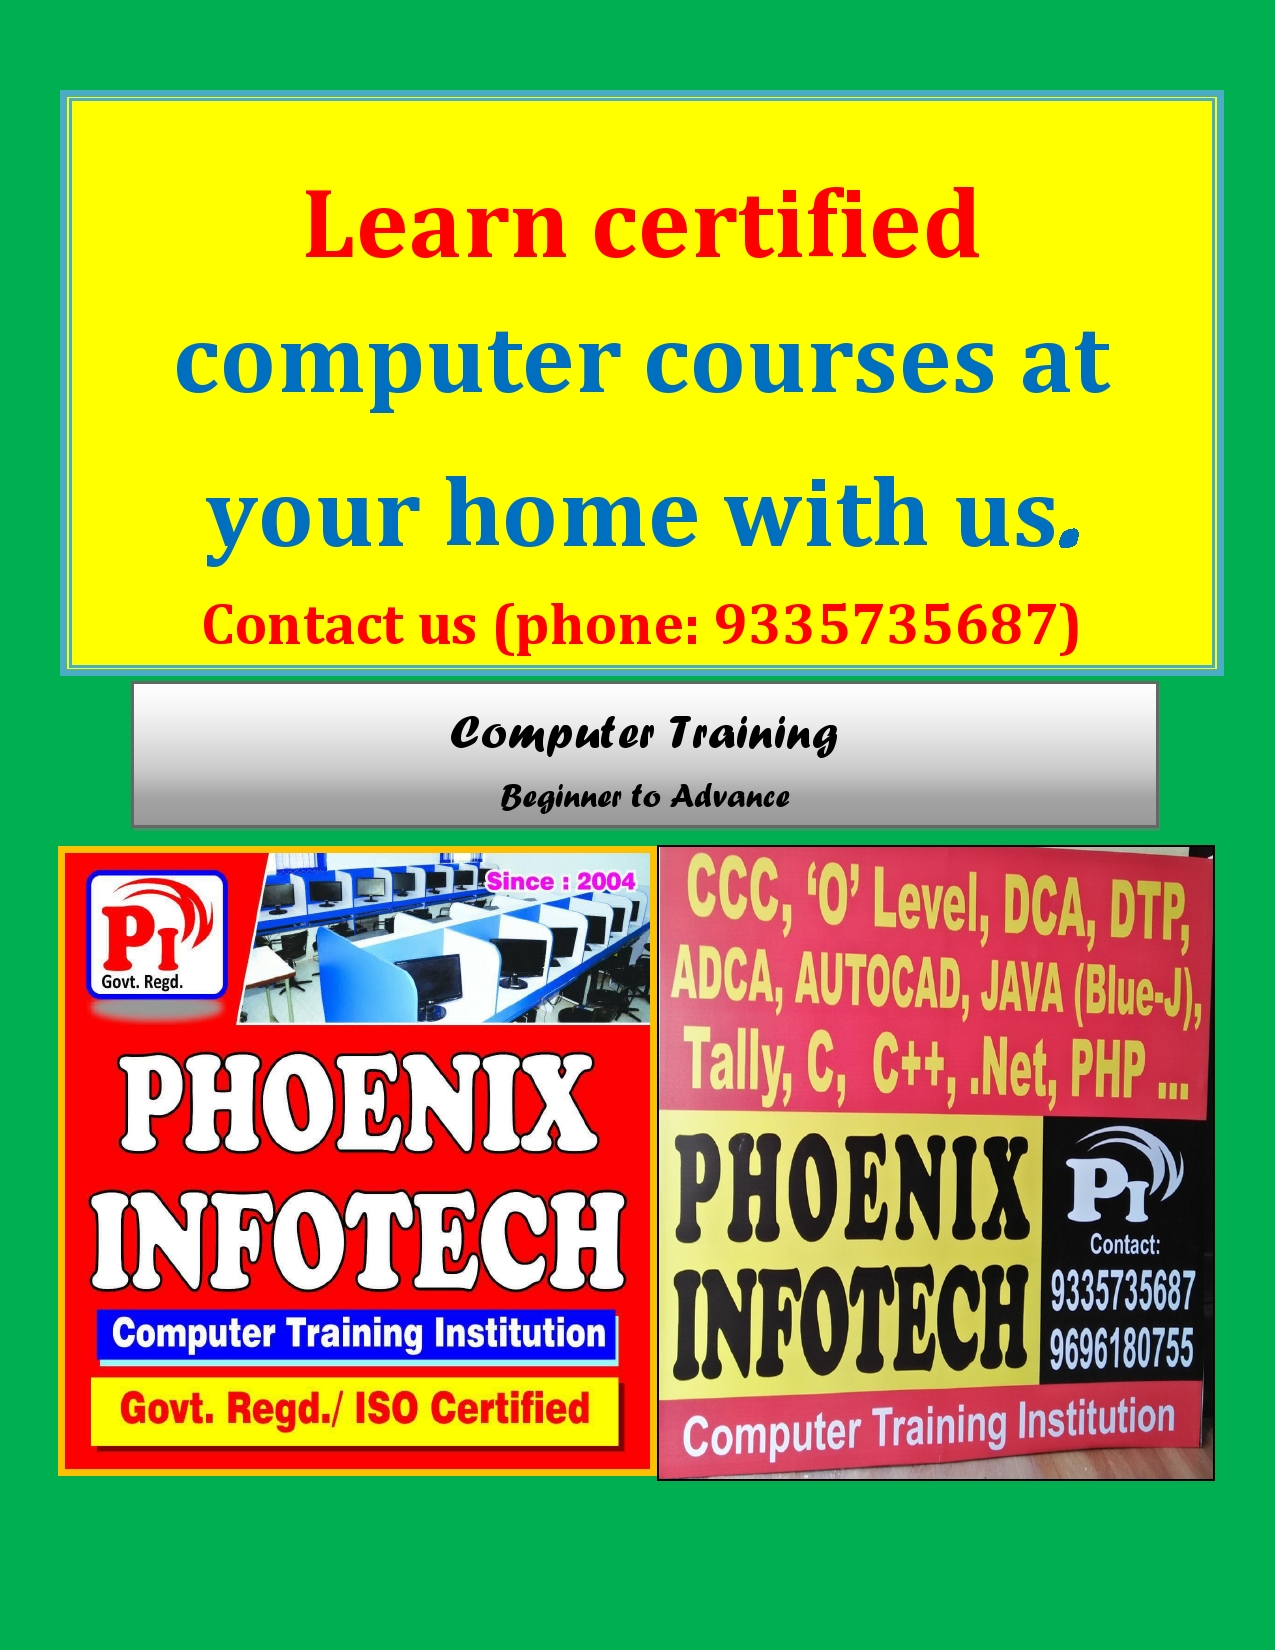 Learn certified
computer courses at
your home with us.
Contact us (phone: 9335735687)
Computer Training
Beginner to Advance
PI
Govt. Regd.
Since : 2004
PHOENIX
INFOTECH
Computer Training Institution
Govt. Regd./ ISO Certified
CCC, ‘O’ Level, DCA, DTP,
ADCA, AUTOCAD, JAVA (Blue-J),
Tally, C, C++, .Net, PHP ...
PHOENIX
INFOTECH
PI
Contact:
9335735687
9696180755
Computer Training Institution